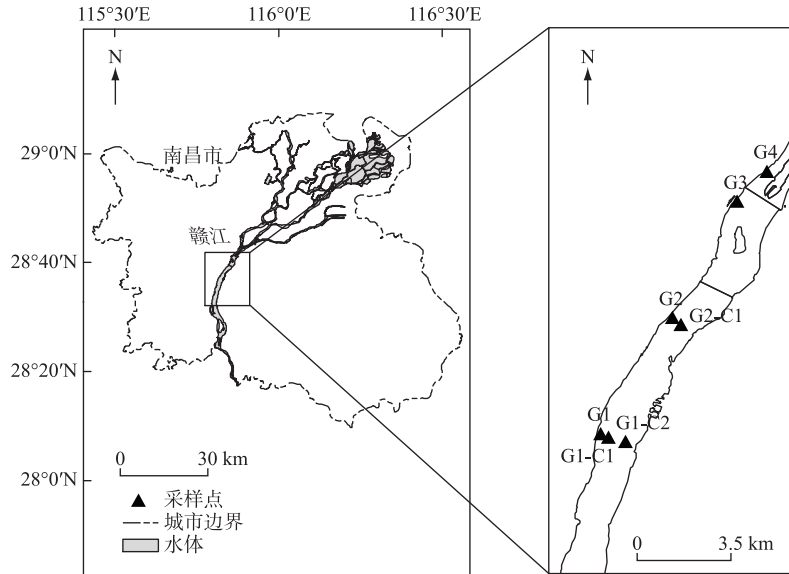 115°30′E
116°0′E
116°30′E
N
29°0′N
南昌市
赣江
28°40′N
28°20′N
28°0′N
0
30 km
采样点
城市边界
水体
N
G4
G3
G2
G2-C1
G1
G1-C2
G1-C1
0
3.5 km